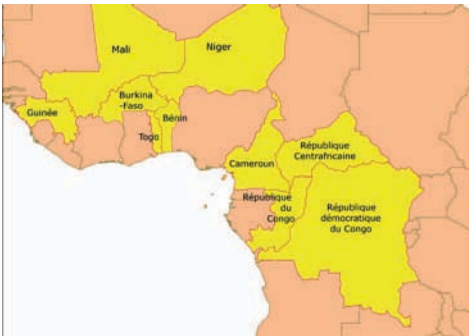 Mali
Niger
Burkina
-Faso
Guinée
Bénin
Togo
Cameroun
République
Centrafricaine
République
du
Congo
République
démocratique
du Congo